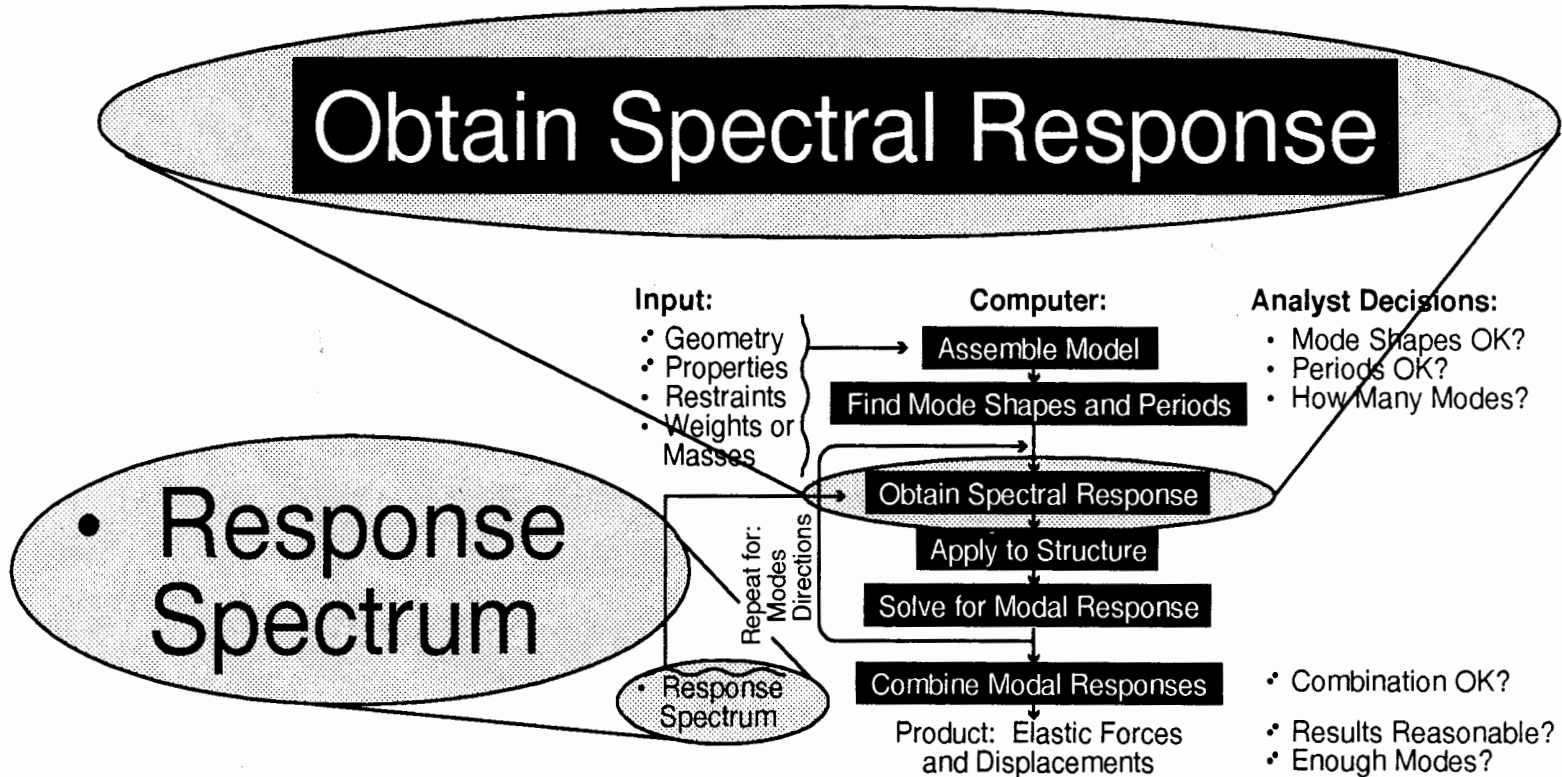 Obtain Spectral Response
Input:
• Geometry
• Properties
• Restraints
• Weights or
Masses
Computer:
Assemble Model
Find Mode Shapes and Periods
Obtain Spectral Response
Apply to Structure
Solve for Modal Response
Combine Modal Responses
Product: Elastic Forces
and Displacements
Analyst Decisions:
• Mode Shapes OK?
• Periods OK?
• How Many Modes?
• Combination OK?
• Results Reasonable?
• Enough Modes?
Repeat for:
Modes
Directions
• Response
Spectrum
• Response
Spectrum